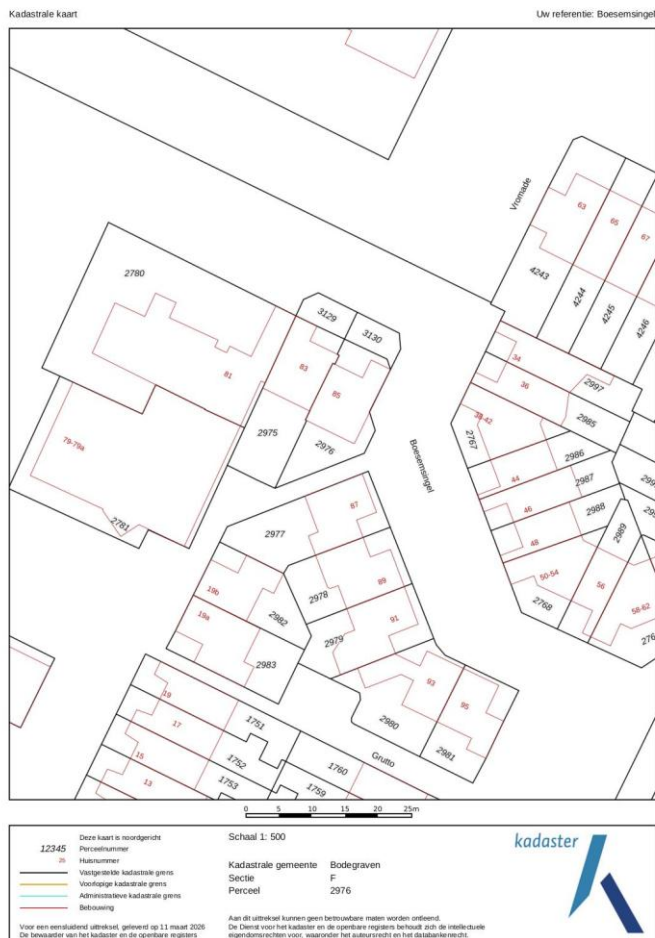 Kadastrale kaart
Uw referentie: Boesemsingel
Vromade
63
65
67
4243
4244
4245
4246
2780
3129
3130
81
83
85
34
36
2997
38-42
2985
2767
79-79a
2975
2976
Boesemsingel
2986
44
2987
46
2988
2989
48
2781
2977
87
50-54
56
2768
58-62
19b
2978
89
19a
2982
91
2979
2983
93
95
19
17
1751
2980
2981
15
1752
Grutto
1760
13
1753
1759
0 5 10 15 20 25m
Deze kaart is noordgericht
12345 Perceelnummer
25 Huisnummer
Vastgestelde kadastrale grens
Voorlopige kadastrale grens
Administratieve kadastrale grens
Bebouwing
Voor een eensluidend uittreksel, geleverd op 11 maart 2026
De bewaarder van het kadaster en de openbare registers
Schaal 1: 500
Kadastrale gemeente Bodegraven
Sectie F
Perceel 2976
Aan dit uittreksel kunnen geen betrouwbare maten worden ontleend.
De Dienst voor het kadaster en de openbare registers behoudt zich de intellectuele
eigendomsrechten voor, waaronder het auteursrecht en het databankenrecht.
kadaster